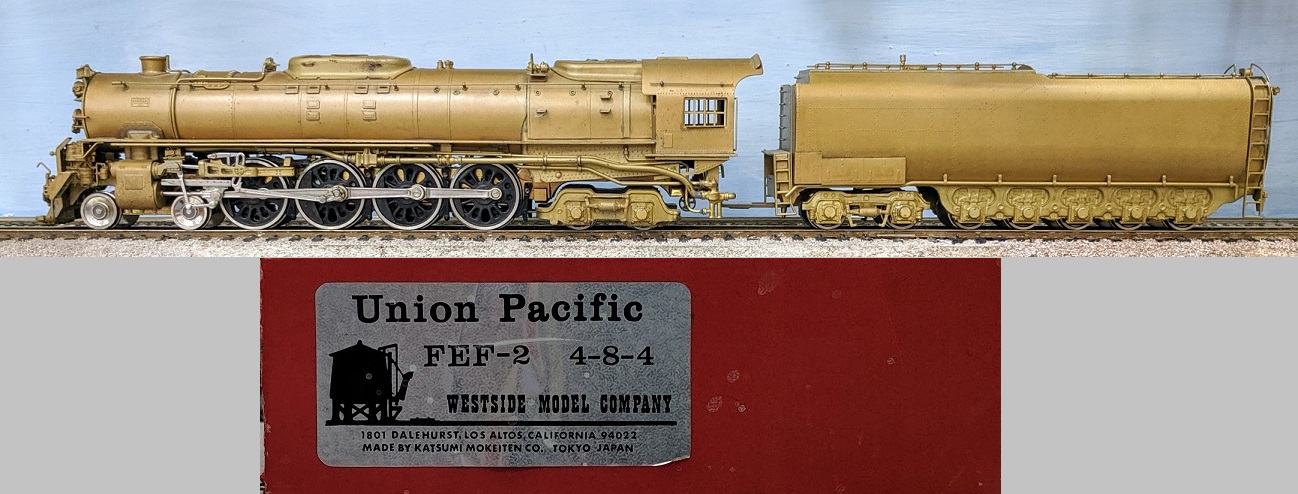 Union Pacific
FEF-2 4-8-4
WESTSIDE MODEL COMPANY
1801 DALEHURST, LOS ALTOS, CALIFORNIA 94022
MADE BY KATSUMI MOKEITEN CO. TOKYO JAPAN